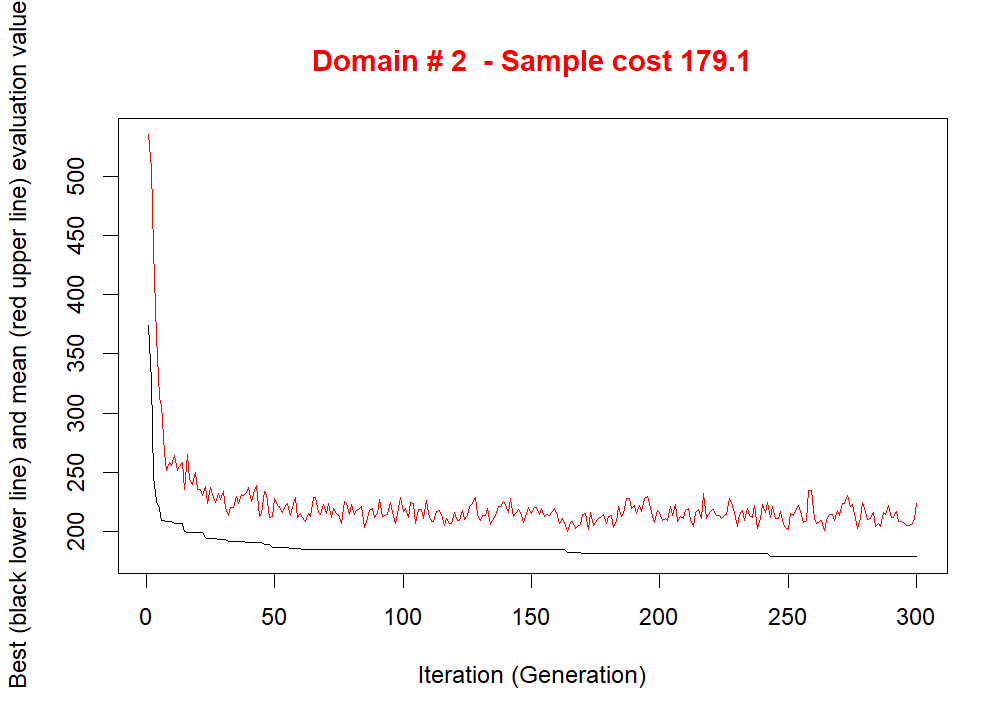 Domain # 2  - Sample cost 179.1
Best (black lower line) and mean (red upper line) evaluation value
500
450
400
350
300
250
200
0 50 100 150 200 250 300
Iteration (Generation)